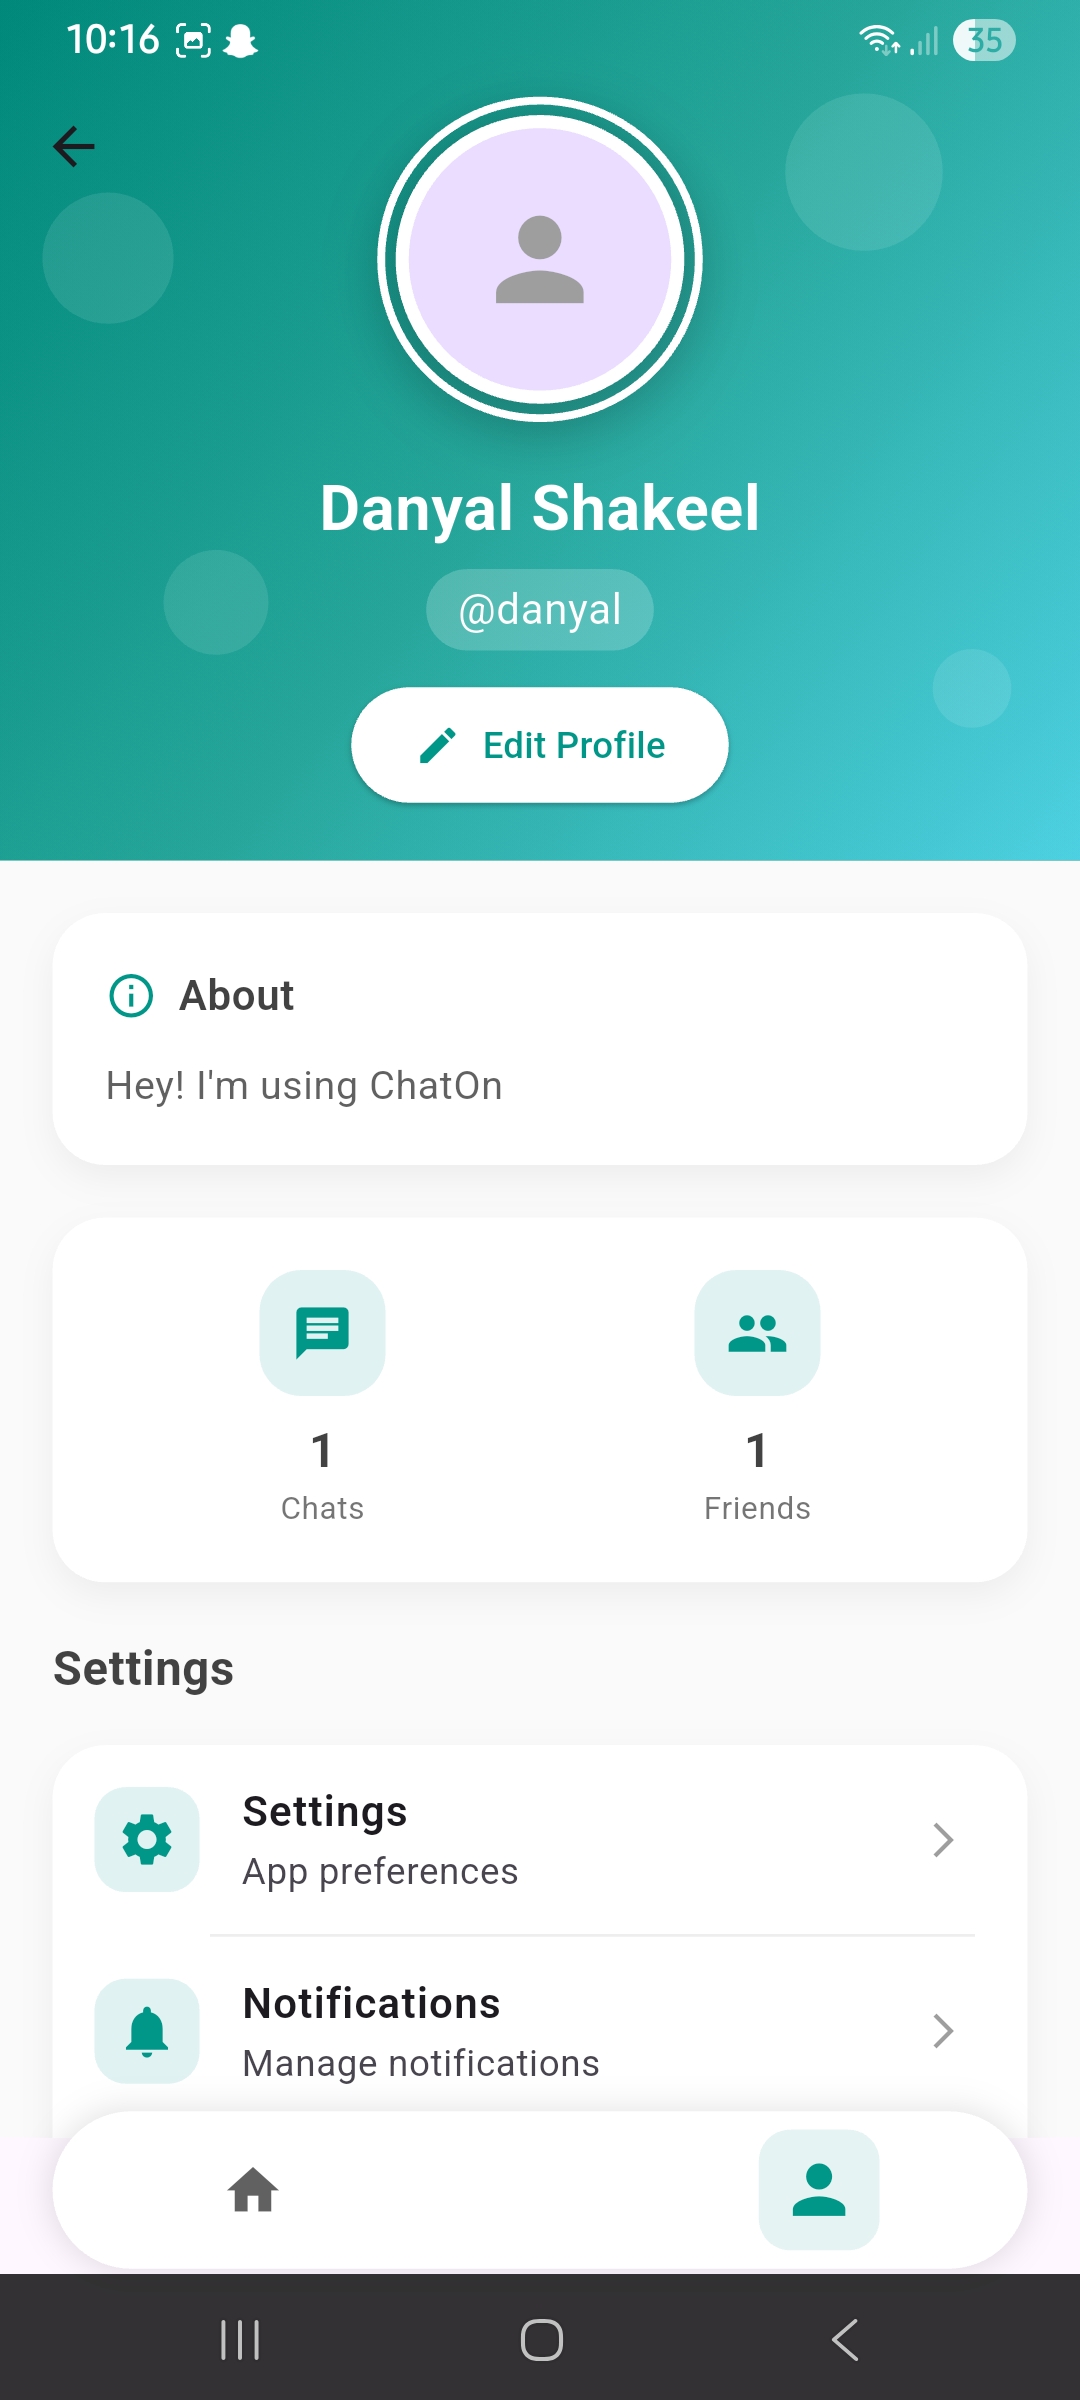 10:16
35
Danyal Shakeel
@danyal
Edit Profile
About
Hey! I'm using ChatOn
1
Chats
1
Friends
Settings
Settings
App preferences
Notifications
Manage notifications